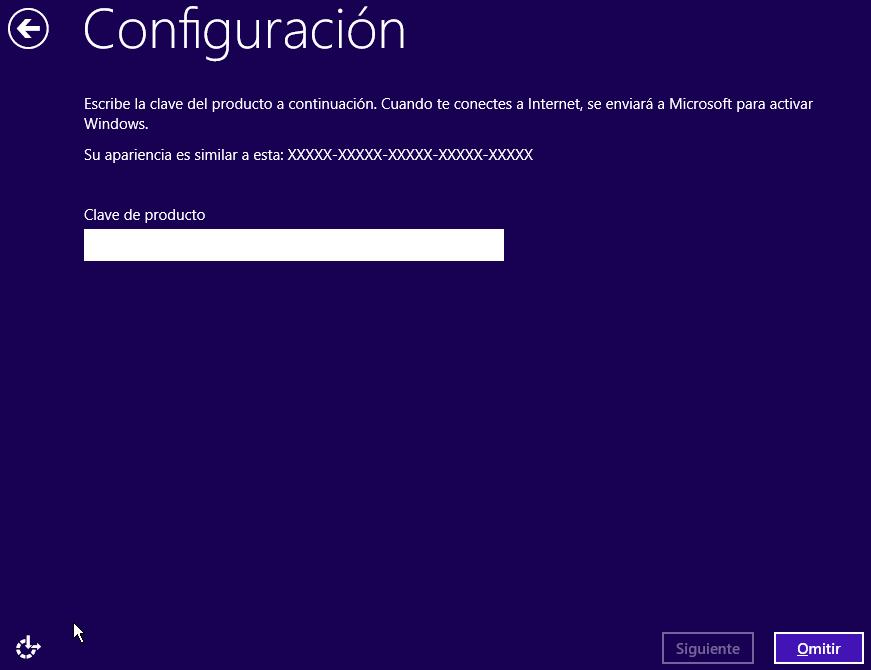 Configuración
Escribe la clave del producto a continuación. Cuando te conectes a Internet, se enviará a Microsoft para activar
Windows.
Su apariencia es similar a esta: XXXXX-XXXXX-XXXXX-XXXXX-XXXXX
Clave de producto
Siguiente
Omitir